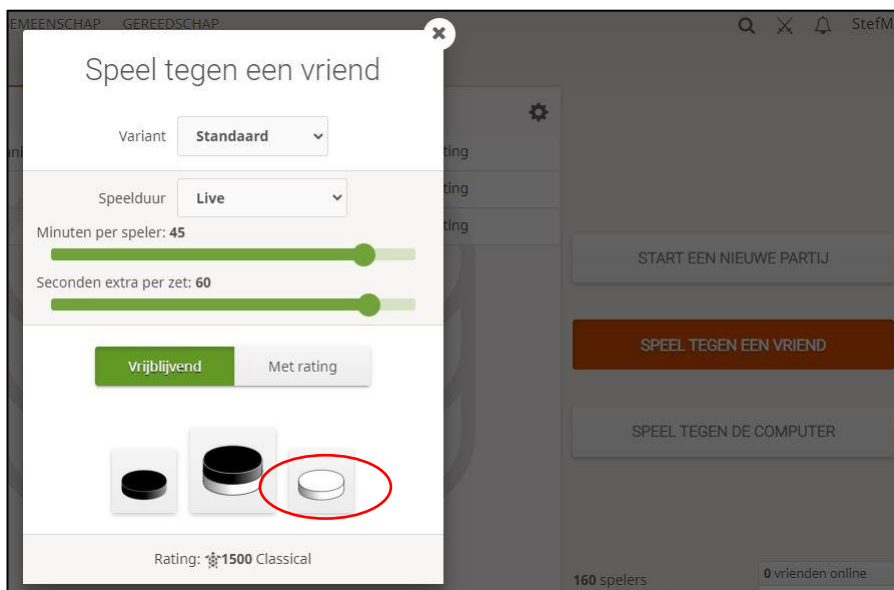 EMEENSCHAP GEREEDSCHAP
StefM
Speel tegen een vriend
Variant Standaard
Speelduur Live
Minuten per speler: 45
Seconden extra per zet: 60
Vrijblijvend Met rating
Rating: 1500 Classical
ani
ting
ting
ting
START EEN NIEUWE PARTIJ
SPEEL TEGEN EEN VRIEND
SPEEL TEGEN DE COMPUTER
160 spelers
0 vrienden online